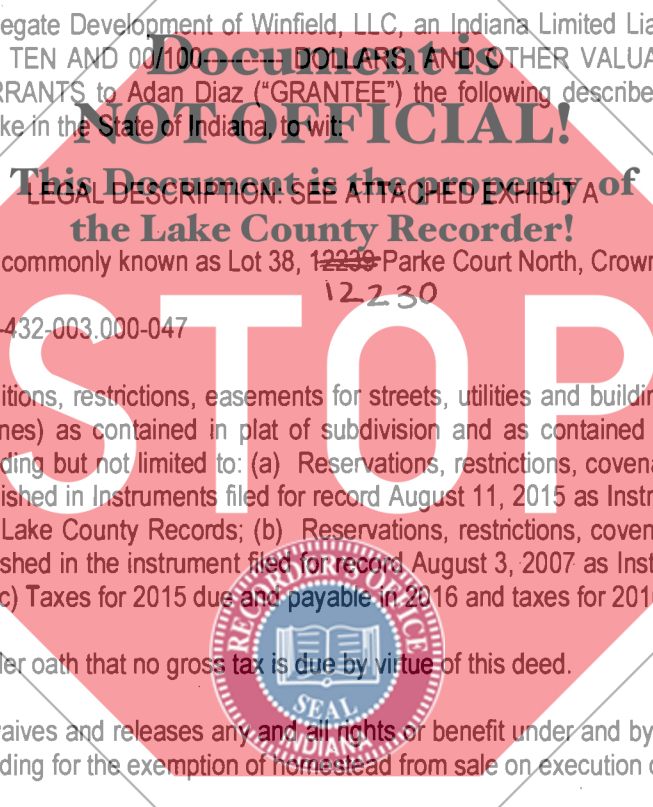 egate Development of Winfield, LLC, an Indiana Limited Lia
TEN AND 00/100--------- DOLLARS, AND OTHER VALUA
Document is
RRANTS to Adan Diaz ("GRANTEE") the following describe
ke in the State of Indiana, to wit:
NOT OFFICIAL!
This Document is the property of
LEGAL DESCRIPTION: SEE ATTACHED EXHIBIT A
the Lake County Recorder!
commonly known as Lot 38, 12239 Parke Court North, Crown
12230
-432-003.000-047
STOP
itions, restrictions, easements for streets, utilities and buildin
nes) as contained in plat of subdivision and as contained
ding but not limited to: (a) Reservations, restrictions, covena
ished in Instruments filed for record August 11, 2015 as Instr
Lake County Records; (b) Reservations, restrictions, coven
shed in the instrument filed for record August 3, 2007 as Inst
c) Taxes for 2015 due and payable in 2016 and taxes for 201
RECORDER'S OFFICE
SEAL
INDIANA
der oath that no gross tax is due by virtue of this deed.
aives and releases any and all rights or benefit under and by
ding for the exemption of homestead from sale on execution o